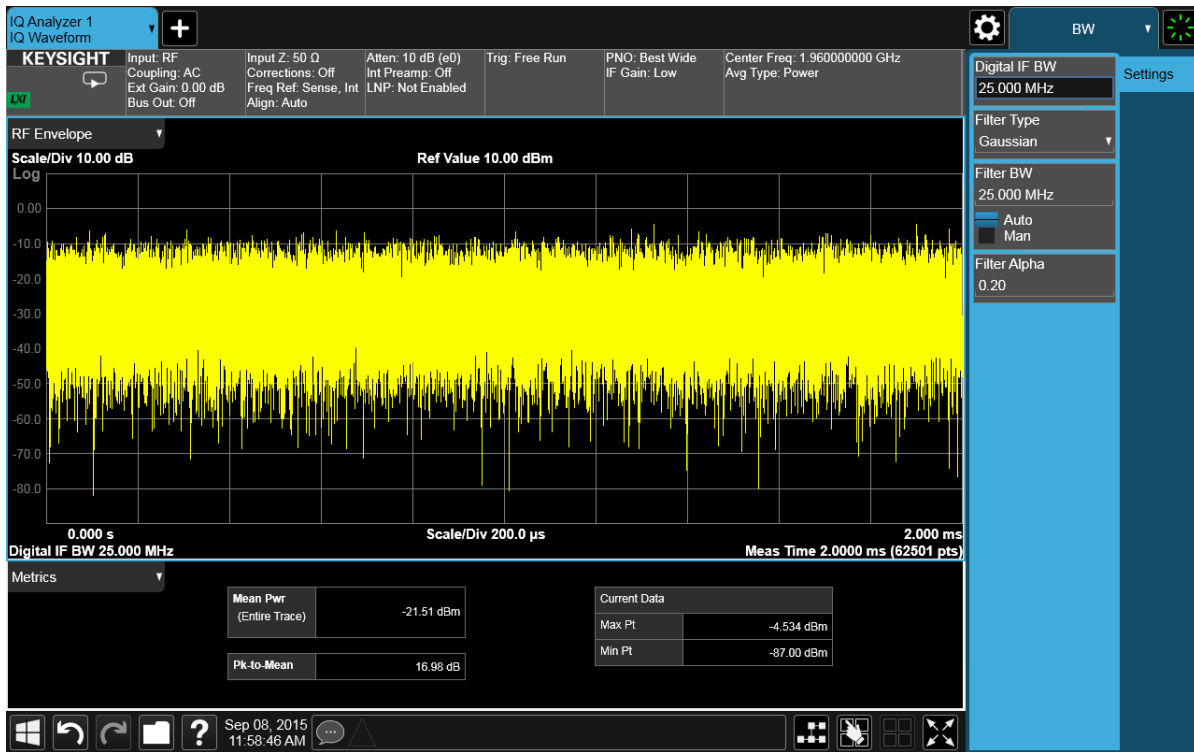 IQ Analyzer 1
IQ Waveform
BW
KEYSIGHT
LXI
Input: RF
Coupling: AC
Ext Gain: 0.00 dB
Bus Out: Off
Input Z: 50 Ω
Corrections: Off
Freq Ref: Sense, Int
Align: Auto
Atten: 10 dB (e0)
Int Preamp: Off
LNP: Not Enabled
Trig: Free Run
PNO: Best Wide
IF Gain: Low
Center Freq: 1.960000000 GHz
Avg Type: Power
Digital IF BW
25.000 MHz
Settings
Filter Type
Gaussian
Filter BW
25.000 MHz
Auto
Man
Filter Alpha
0.20
RF Envelope
Scale/Div 10.00 dB
Ref Value 10.00 dBm
Log
0.00
-10.0
-20.0
-30.0
-40.0
-50.0
-60.0
-70.0
-80.0
0.000 s
Scale/Div 200.0 µs
2.000 ms
Digital IF BW 25.000 MHz
Meas Time 2.0000 ms (62501 pts)
Metrics
Mean Pwr
(Entire Trace)
-21.51 dBm
Pk-to-Mean
16.98 dB
Current Data
Max Pt
-4.534 dBm
Min Pt
-87.00 dBm
?
Sep 08, 2015
11:58:46 AM